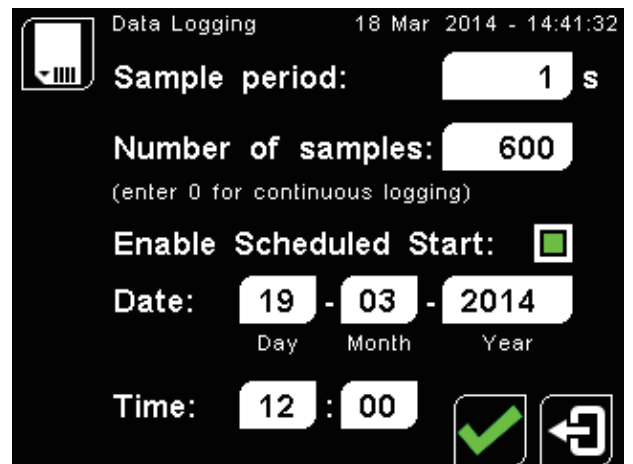 Data Logging 18 Mar 2014 - 14:41:32
Sample period: 1 s
Number of samples: 600
(enter 0 for continuous logging)
Enable Scheduled Start:
Date: 19 - 03 - 2014
Day Month Year
Time: 12 : 00